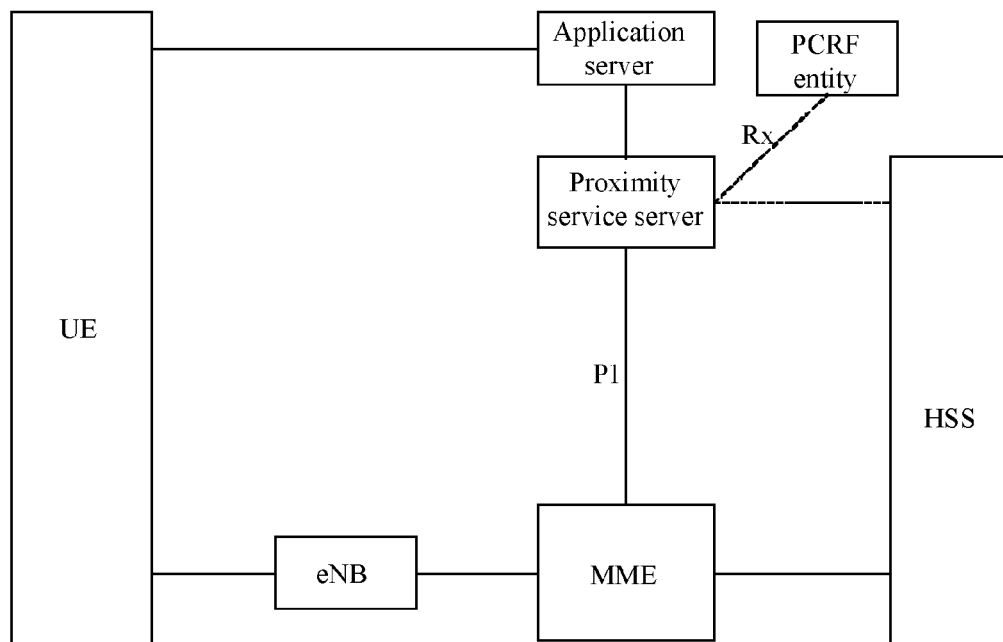 Application
server
PCRF
entity
Rx
Proximity
service server
UE
P1
HSS
eNB
MME